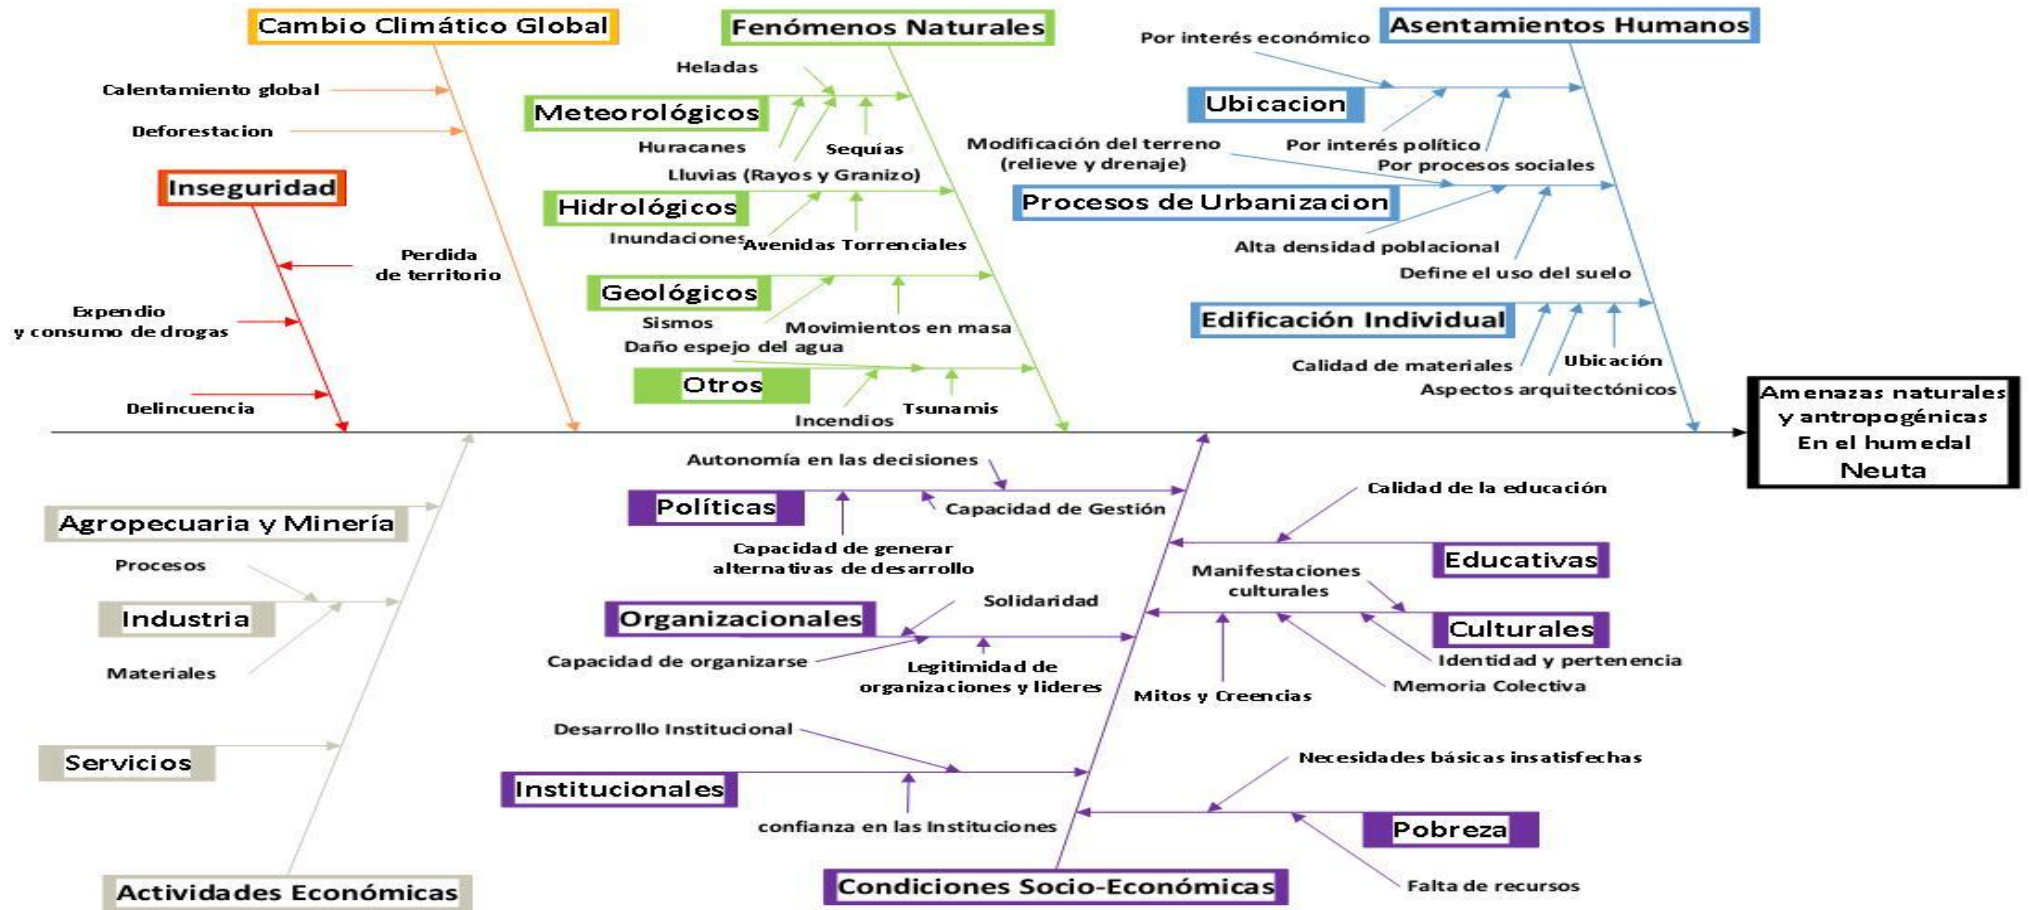 Cambio Climático Global
Calentamiento global
Deforestacion
Inseguridad
Perdida
de territorio
Expendio
y consumo de drogas
Delincuencia
Fenómenos Naturales
Heladas
Meteorológicos
Huracanes
Sequías
Lluvias (Rayos y Granizo)
Hidrológicos
Inundaciones
Avenidas Torrenciales
Geológicos
Sismos
Movimientos en masa
Daño espejo del agua
Otros
Incendios
Tsunamis
Asentamientos Humanos
Por interés económico
Ubicacion
Por interés político
Por procesos sociales
Modificación del terreno
(relieve y drenaje)
Procesos de Urbanizacion
Alta densidad poblacional
Define el uso del suelo
Edificación Individual
Calidad de materiales
Ubicación
Aspectos arquitectónicos
Amenazas naturales
y antropogénicas
En el humedal
Neuta
Agropecuaria y Minería
Procesos
Industria
Materiales
Servicios
Actividades Económicas
Autonomía en las decisiones
Políticas
Capacidad de Gestión
Capacidad de generar
alternativas de desarrollo
Organizacionales
Solidaridad
Capacidad de organizarse
Legitimidad de
organizaciones y lideres
Desarrollo Institucional
Institucionales
confianza en las Instituciones
Calidad de la educación
Educativas
Manifestaciones
culturales
Culturales
Identidad y pertenencia
Memoria Colectiva
Mitos y Creencias
Necesidades básicas insatisfechas
Pobreza
Falta de recursos
Condiciones Socio-Económicas